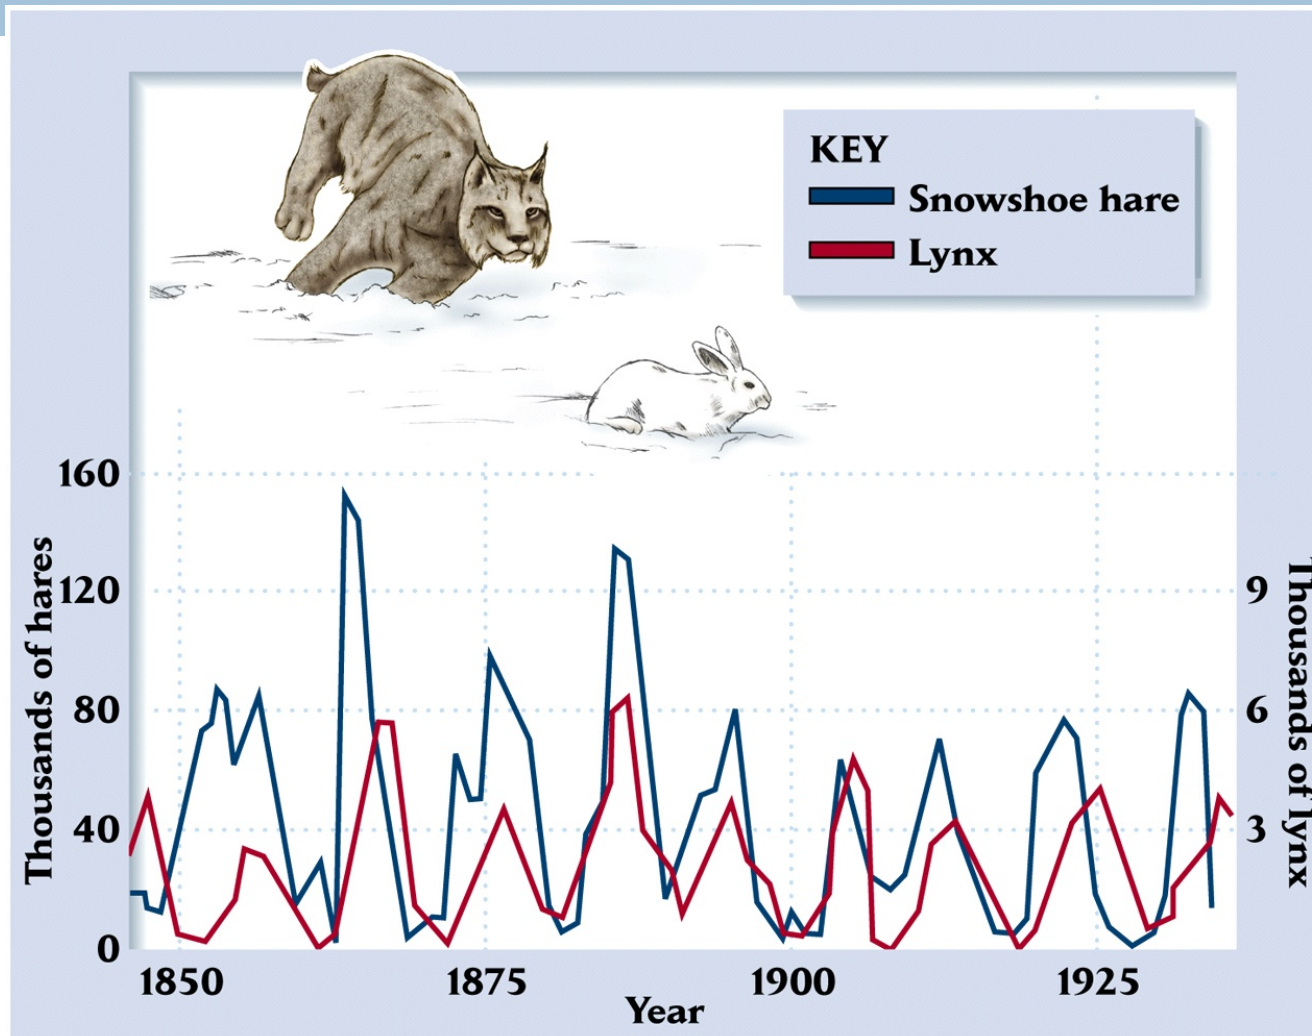 KEY
Snowshoe hare
Lynx
160
120
80
40
0
Thousands of hares
9
6
3
Thousands of lynx
1850 1875 1900 1925
Year